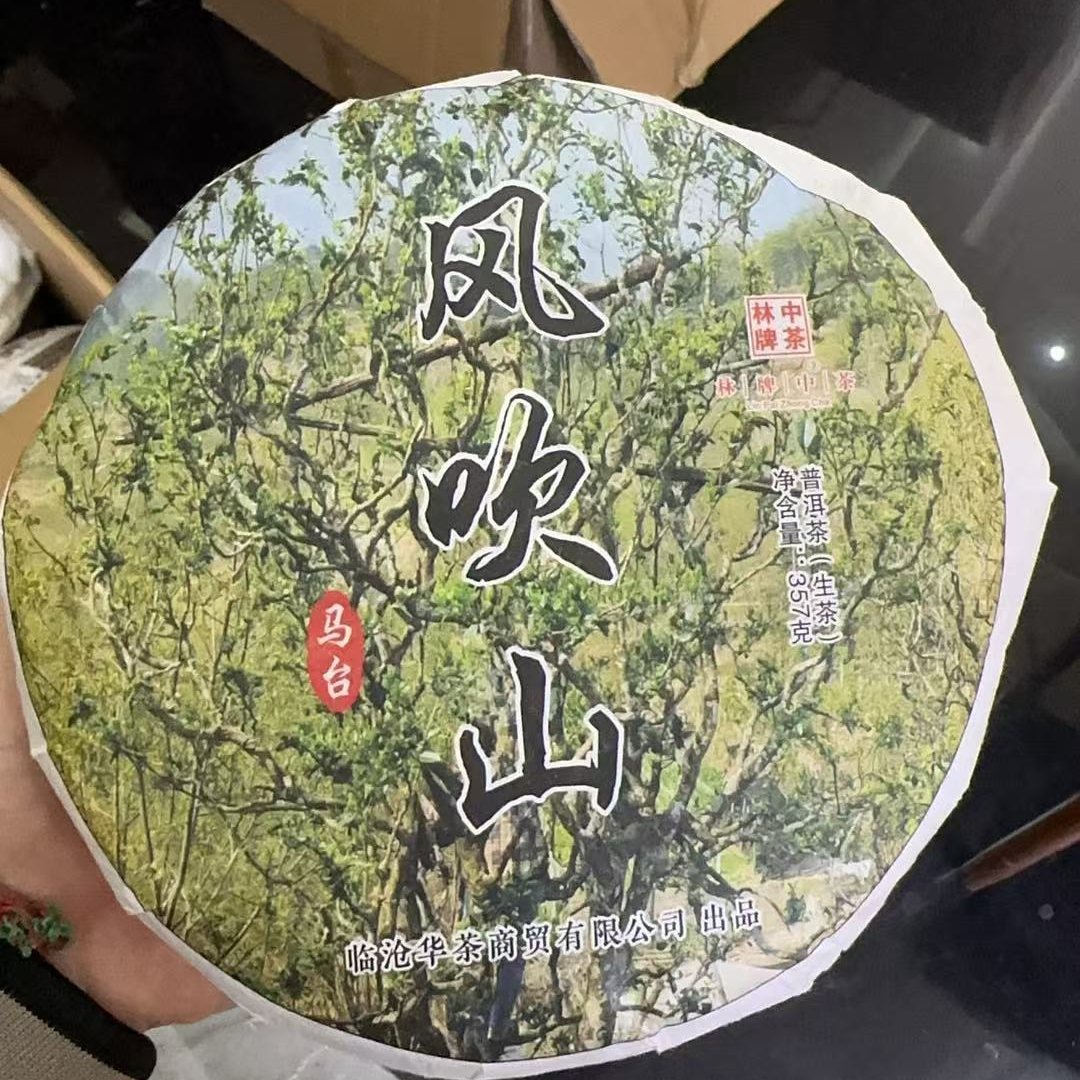 风吹山
马台
中茶
林牌
林|牌|中|茶
普洱茶(生茶)
净含量:357克
临沧华茶商贸有限公司 出品